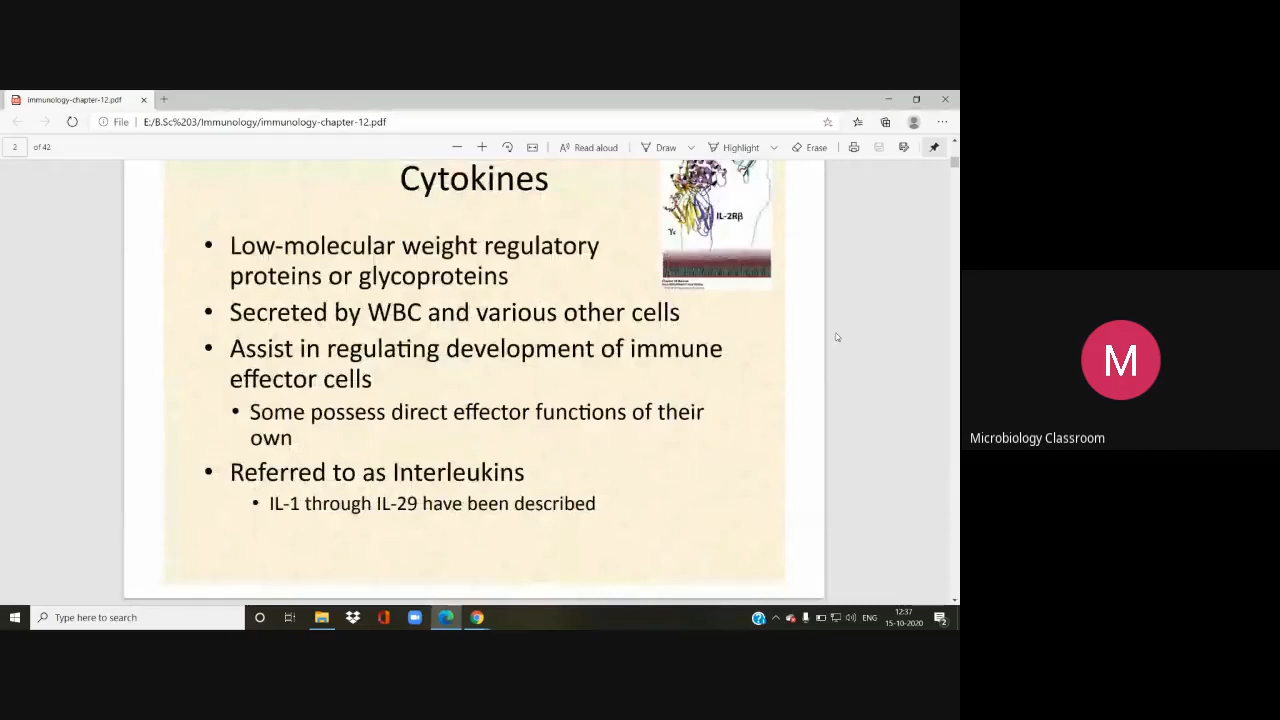 immunology-chapter-12.pdf
File
E:/B.Sc%203/Immunology/immunology-chapter-12.pdf
2 of 42
Read aloud
Draw
Highlight
Erase
Cytokines
IL-2Rβ
γc
• Low-molecular weight regulatory
proteins or glycoproteins
• Secreted by WBC and various other cells
• Assist in regulating development of immune
effector cells
• Some possess direct effector functions of their
own
• Referred to as Interleukins
• IL-1 through IL-29 have been described
M
Microbiology Classroom
Type here to search
ENG
12:37
15-10-2020
2